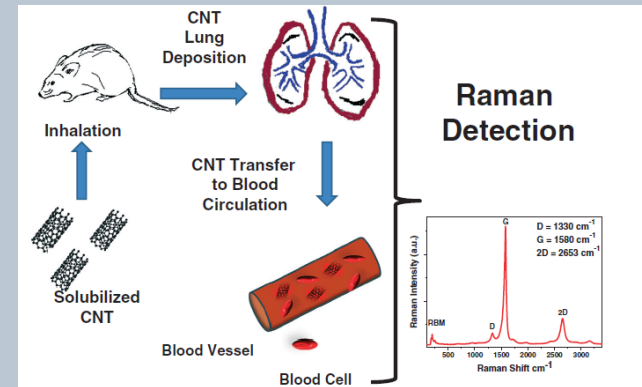 CNT
Lung
Deposition
Inhalation
CNT Transfer
to Blood
Circulation
Solubilized
CNT
Blood Vessel
Blood Cell
Raman
Detection
G
D = 1330 cm⁻¹
G = 1580 cm⁻¹
2D = 2653 cm⁻¹
Raman Intensity (a.u.)
RBM
D
2D
500 1000 1500 2000 2500 3000
Raman Shift cm⁻¹